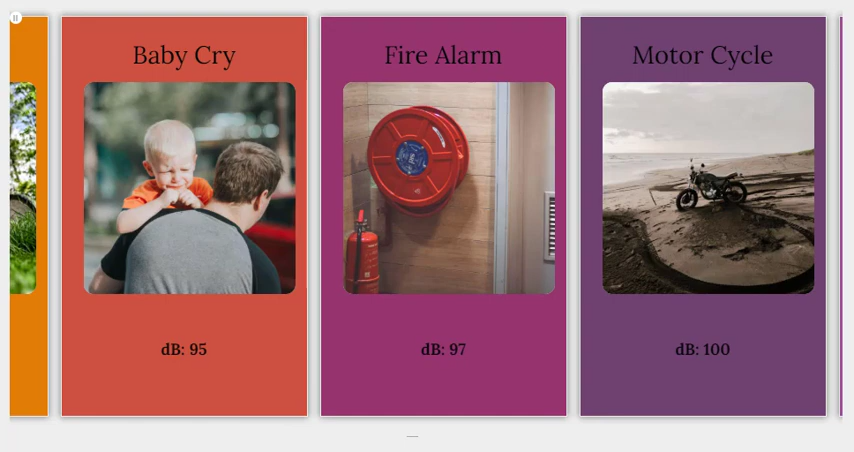 Baby Cry
Fire Alarm
Motor Cycle
dB: 95
dB: 97
dB: 100